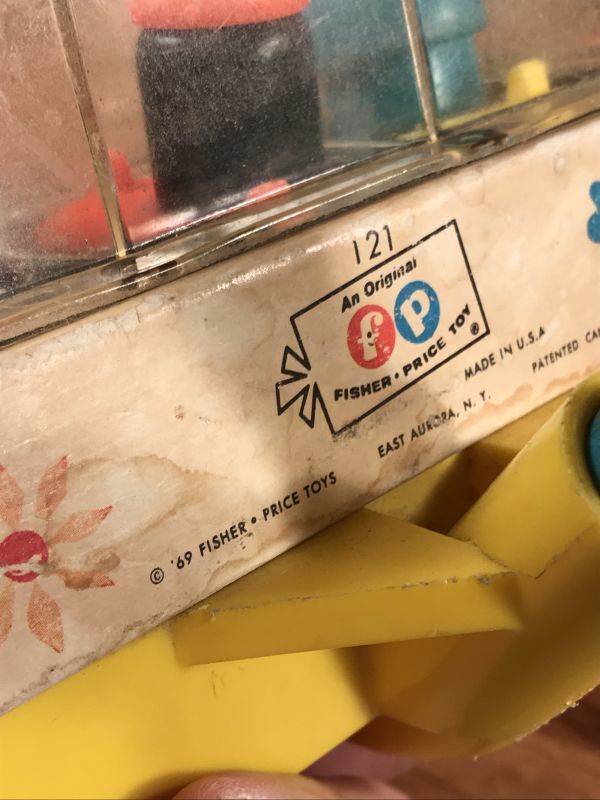 121
An Original
fp
FISHER • PRICE TOY ®
MADE IN U.S.A
PATENTED
EAST AURORA, N. Y.
© '69 FISHER • PRICE TOYS